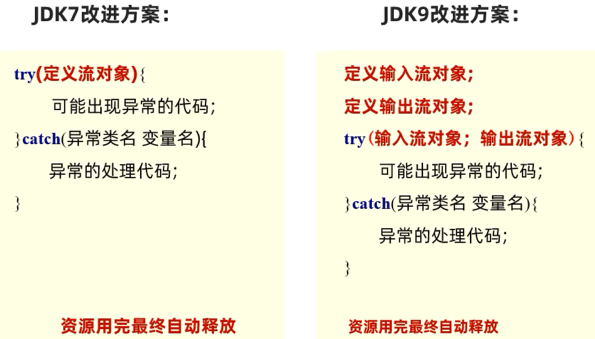 JDK7改进方案：
try(定义流对象){
可能出现异常的代码；
}catch(异常类名 变量名){
异常的处理代码；
}
资源用完最终自动释放
JDK9改进方案：
定义输入流对象；
定义输出流对象；
try(输入流对象；输出流对象){
可能出现异常的代码；
}catch(异常类名 变量名){
异常的处理代码；
}
资源用完最终自动释放